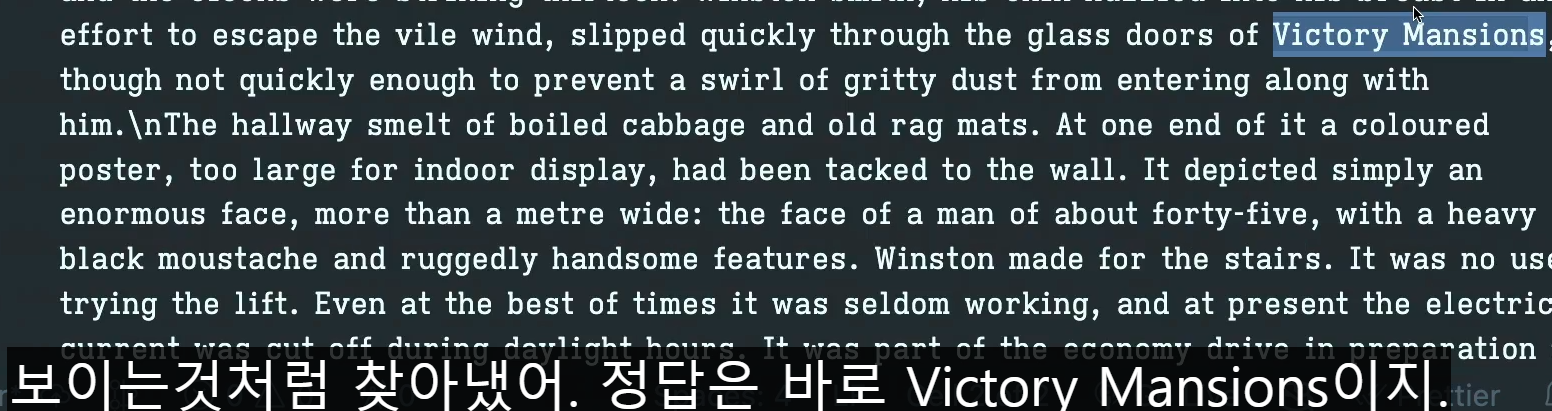 effort to escape the vile wind, slipped quickly through the glass doors of Victory Mansions,
though not quickly enough to prevent a swirl of gritty dust from entering along with
him.\nThe hallway smelt of boiled cabbage and old rag mats. At one end of it a coloured
poster, too large for indoor display, had been tacked to the wall. It depicted simply an
enormous face, more than a metre wide: the face of a man of about forty-five, with a heavy
black moustache and ruggedly handsome features. Winston made for the stairs. It was no use
trying the lift. Even at the best of times it was seldom working, and at present the electric
current was cut off during daylight hours. It was part of the economy drive in preparation
보이는것처럼 찾아냈어. 정답은 바로 Victory Mansions이지.